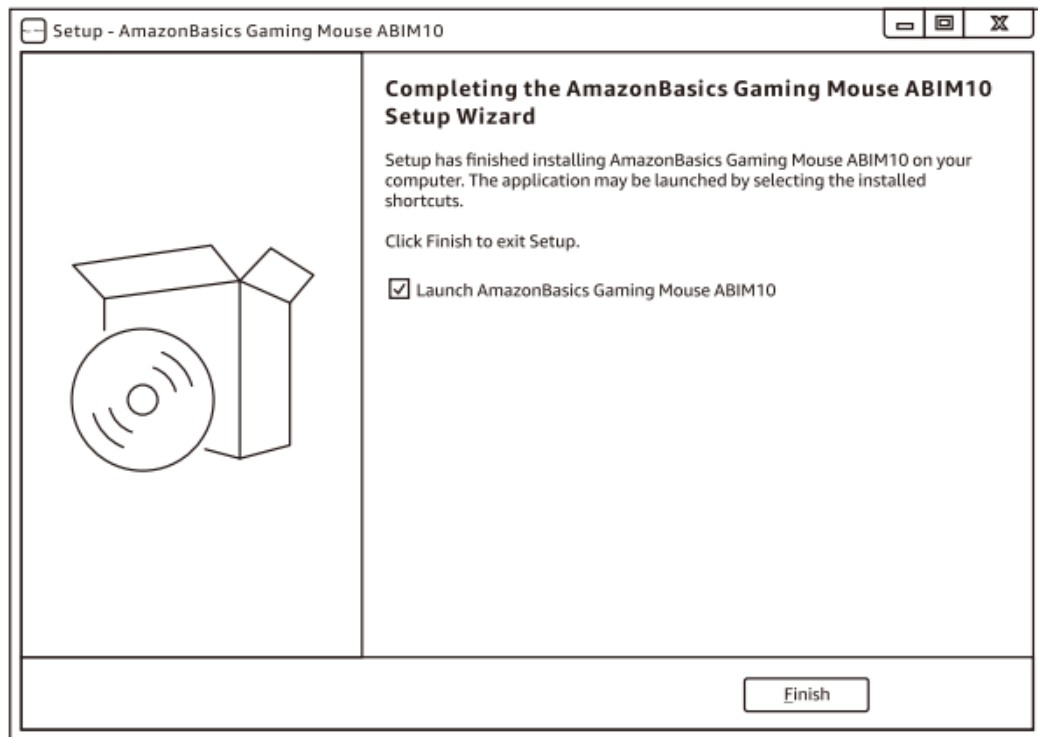 Setup - AmazonBasics Gaming Mouse ABIM10
Completing the AmazonBasics Gaming Mouse ABIM10
Setup Wizard
Setup has finished installing AmazonBasics Gaming Mouse ABIM10 on your
computer. The application may be launched by selecting the installed
shortcuts.
Click Finish to exit Setup.
Launch AmazonBasics Gaming Mouse ABIM10
Finish